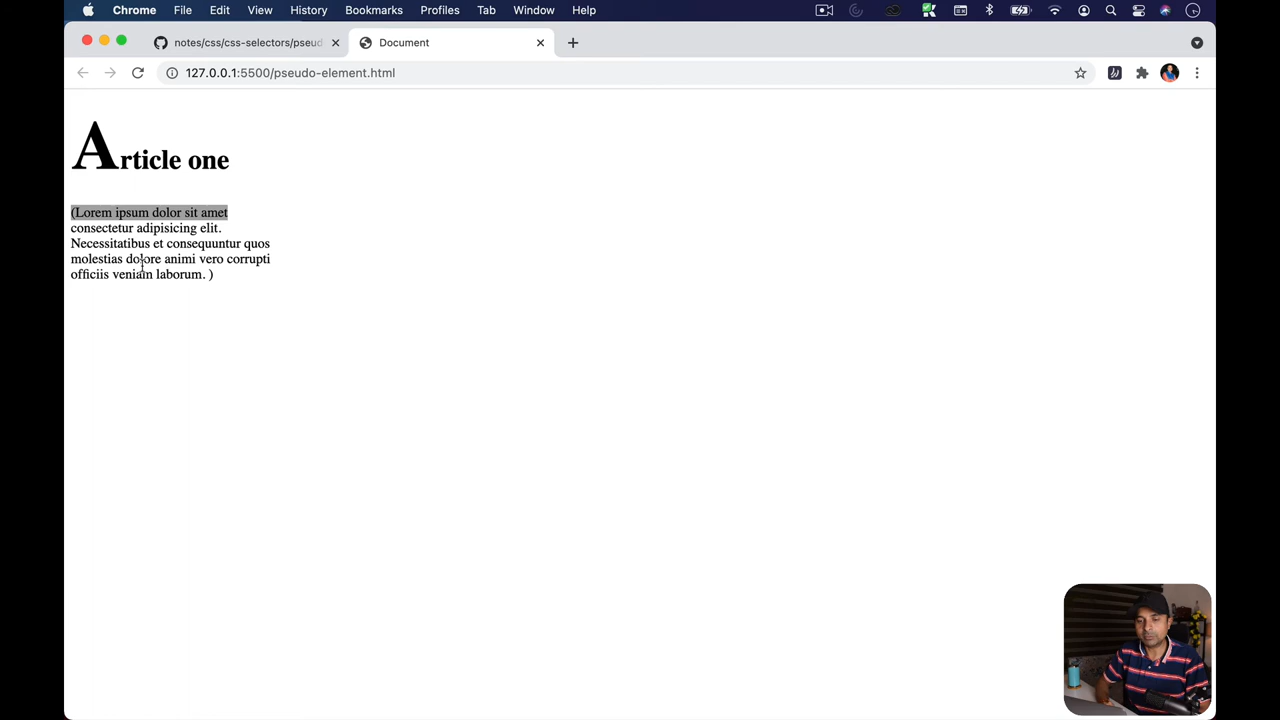 Chrome File Edit View History Bookmarks Profiles Tab Window Help
notes/css/css-selectors/pseud Document
127.0.0.1:5500/pseudo-element.html
Article one
(Lorem ipsum dolor sit amet
consectetur adipisicing elit.
Necessitatibus et consequuntur quos
molestias dolore animi vero corrupti
officiis veniam laborum. )